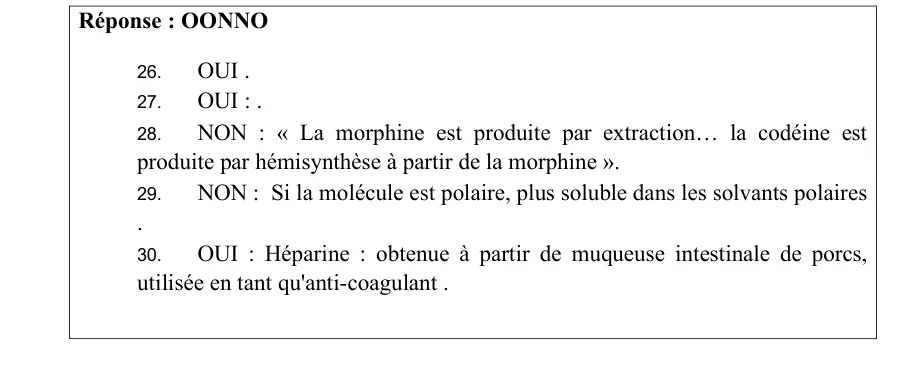 Réponse : OONNO
26. OUI .
27. OUI : .
28. NON : « La morphine est produite par extraction… la codéine est
produite par hémisynthèse à partir de la morphine ».
29. NON : Si la molécule est polaire, plus soluble dans les solvants polaires
.
30. OUI : Héparine : obtenue à partir de muqueuse intestinale de porcs,
utilisée en tant qu'anti-coagulant .